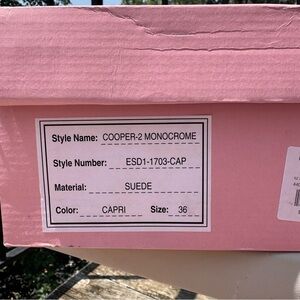 Style Name: COOPER-2 MONOCROME
Style Number: ESD1-1703-CAP
Material: SUEDE
Color: CAPRI Size: 36